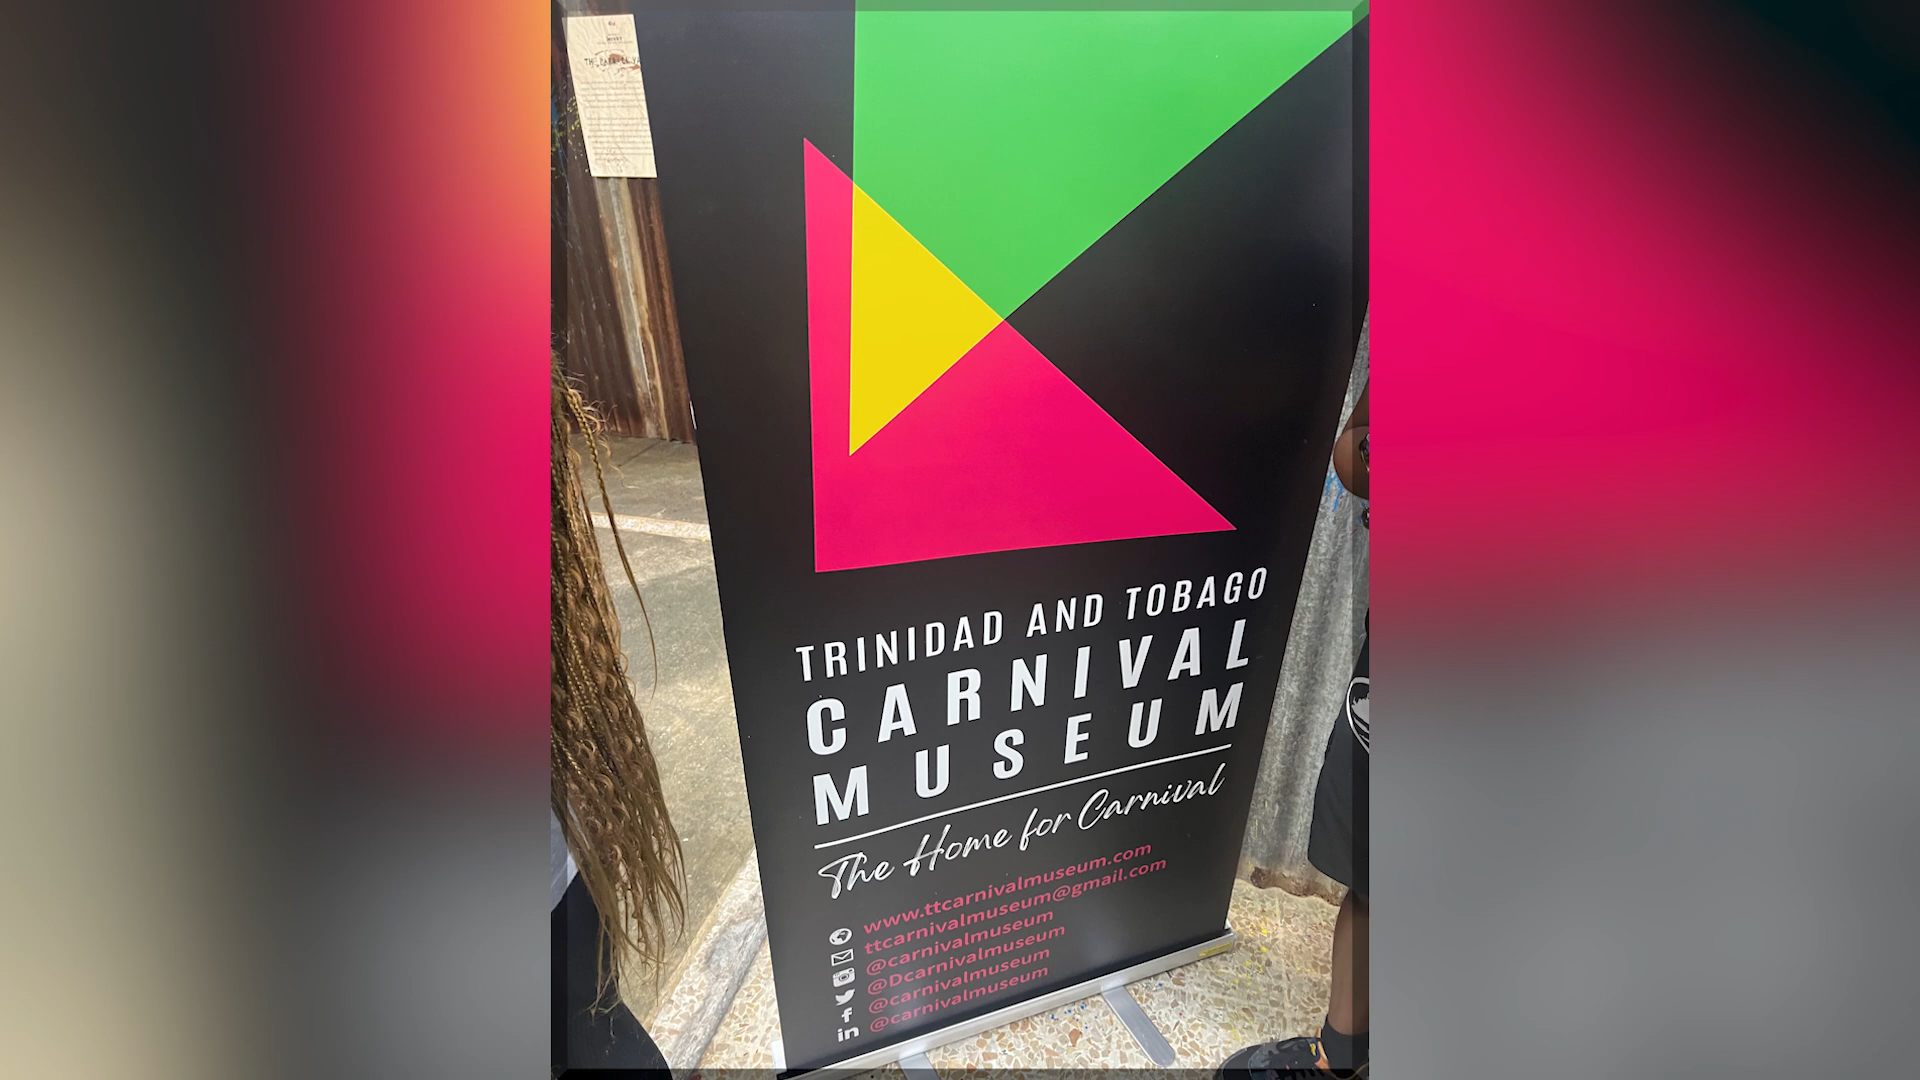 TRINIDAD AND TOBAGO
CARNIVAL
MUSEUM
The Home for Carnival
www.ttcarnivalmuseum.com
ttcarnivalmuseum@gmail.com
@carnivalmuseum
@Dcarnivalmuseum
@carnivalmuseum
@carnivalmuseum